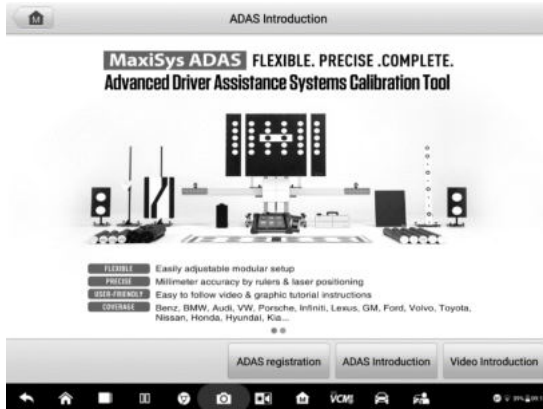 ADAS Introduction
MaxiSys ADAS FLEXIBLE. PRECISE .COMPLETE.
Advanced Driver Assistance Systems Calibration Tool
FLEXIBLE Easily adjustable modular setup
PRECISE Millimeter accuracy by rulers & laser positioning
USER-FRIENDLY Easy to follow video & graphic tutorial instructions
COVERAGE Benz, BMW, Audi, VW, Porsche, Infiniti, Lexus, GM, Ford, Volvo, Toyota,
Nissan, Honda, Hyundai, Kia...
ADAS registration ADAS Introduction Video Introduction
VCMI